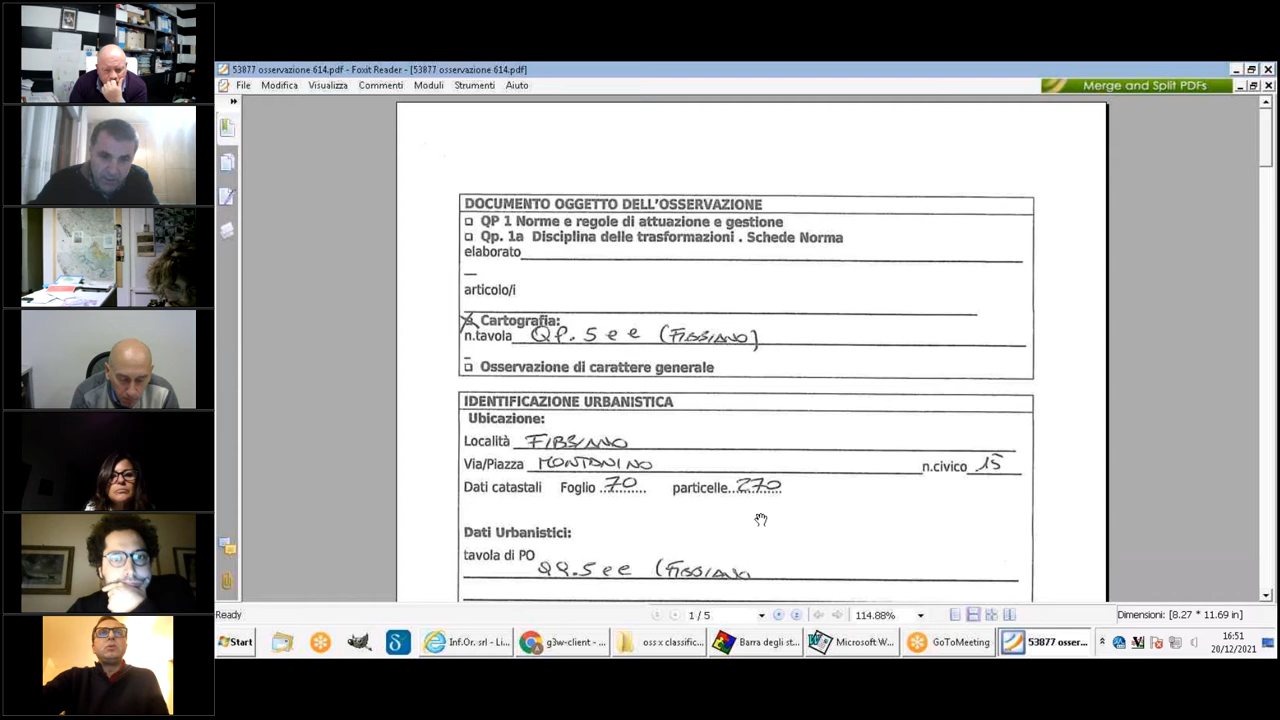 53877 osservazione 614.pdf - Foxit Reader - [53877 osservazione 614.pdf]
File Modifica Visualizza Commenti Moduli Strumenti Aiuto
Merge and Split PDFs
DOCUMENTO OGGETTO DELL'OSSERVAZIONE
QP 1 Norme e regole di attuazione e gestione
Qp. 1a Disciplina delle trasformazioni . Schede Norma
elaborato
articolo/i
Cartografia:
n.tavola QP. 5 e e (FIBBIANO)
Osservazione di carattere generale
IDENTIFICAZIONE URBANISTICA
Ubicazione:
Località FIBBIANO
Via/Piazza MONTANINO n.civico 15
Dati catastali Foglio 70 particelle 270
Dati Urbanistici:
tavola di PO
QP. 5 e e (FIBBIANO
Ready 1 / 5 114.88% Dimensioni: [8.27 * 11.69 in]
Start Inf.Or. srl - Li... g3w-client - ... oss x classific... Barra degli st... Microsoft W... GoToMeeting 53877 osser... 16:51
20/12/2021